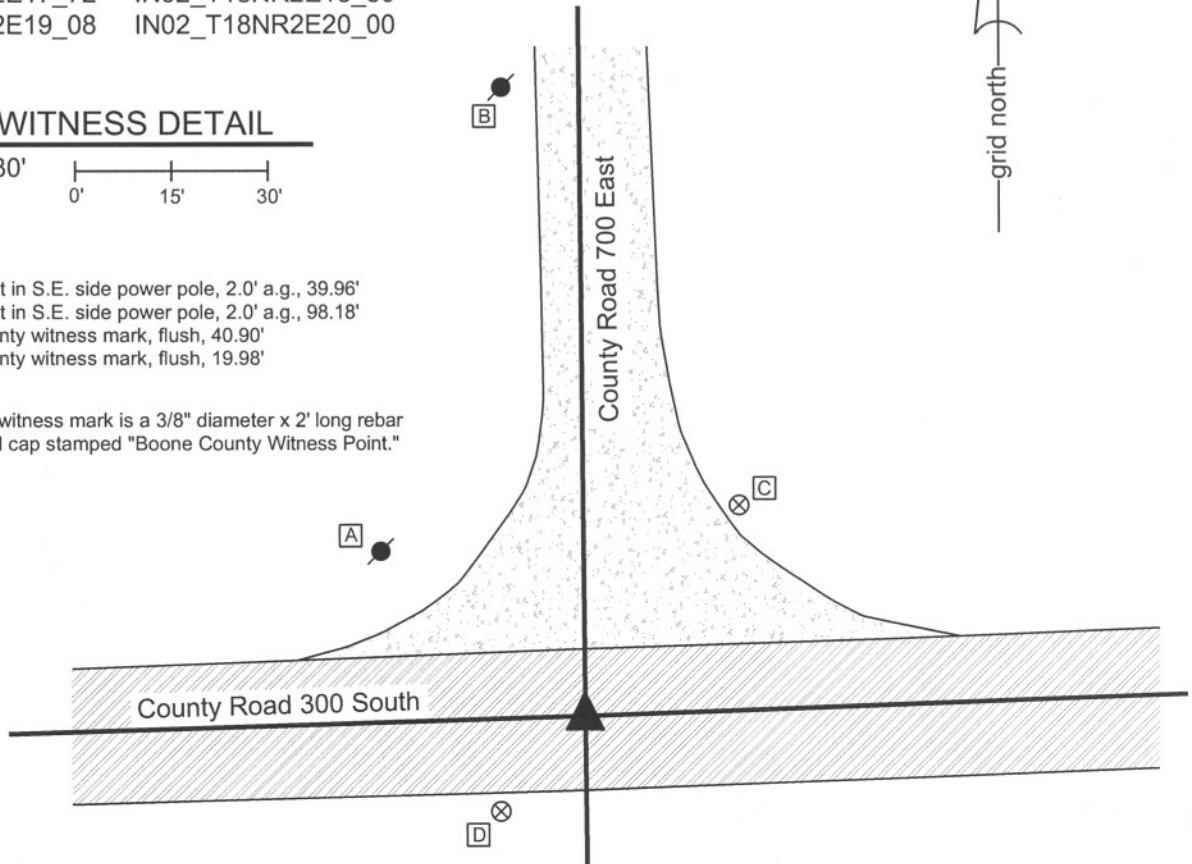 2E19_08 IN02_T18NR2E20_00
WITNESS DETAIL
30'
0' 15' 30'
t in S.E. side power pole, 2.0' a.g., 39.96'
t in S.E. side power pole, 2.0' a.g., 98.18'
nty witness mark, flush, 40.90'
nty witness mark, flush, 19.98'
witness mark is a 3/8" diameter x 2' long rebar
cap stamped "Boone County Witness Point."
B
grid north
County Road 700 East
C
A
County Road 300 South
D